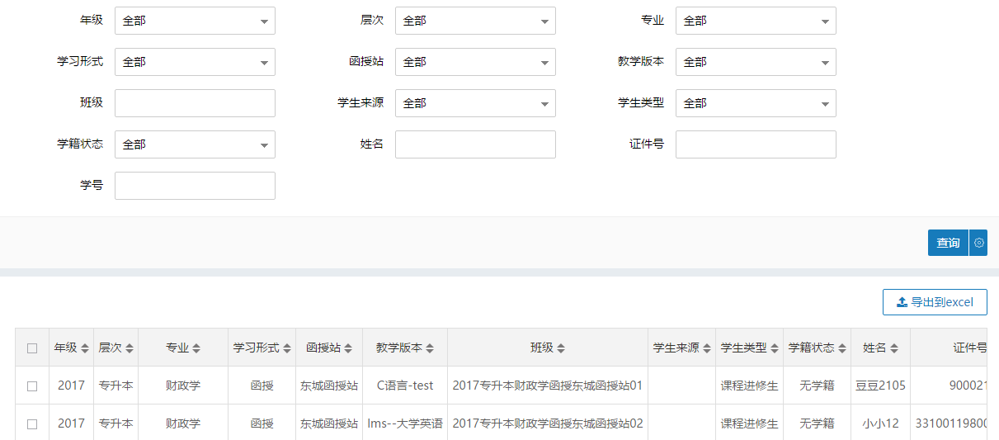 年级 全部 层次 全部 专业 全部
学习形式 全部 函授站 全部 教学版本 全部
班级 学生来源 全部 学生类型 全部
学籍状态 全部 姓名 证件号
学号
查询
导出到excel
年级 层次 专业 学习形式 函授站 教学版本 班级 学生来源 学生类型 学籍状态 姓名 证件号
2017 专升本 财政学 函授 东城函授站 C语言-test 2017专升本财政学函授东城函授站01 课程进修生 无学籍 豆豆2105 900021
2017 专升本 财政学 函授 东城函授站 lms--大学英语 2017专升本财政学函授东城函授站02 课程进修生 无学籍 小小12 33100119800